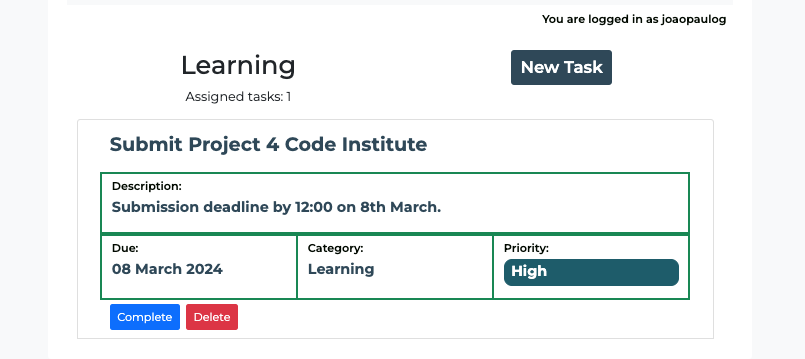 You are logged in as joaopaulog
Learning
New Task
Assigned tasks: 1
Submit Project 4 Code Institute
Description:
Submission deadline by 12:00 on 8th March.
Due:
08 March 2024
Category:
Learning
Priority:
High
Complete
Delete